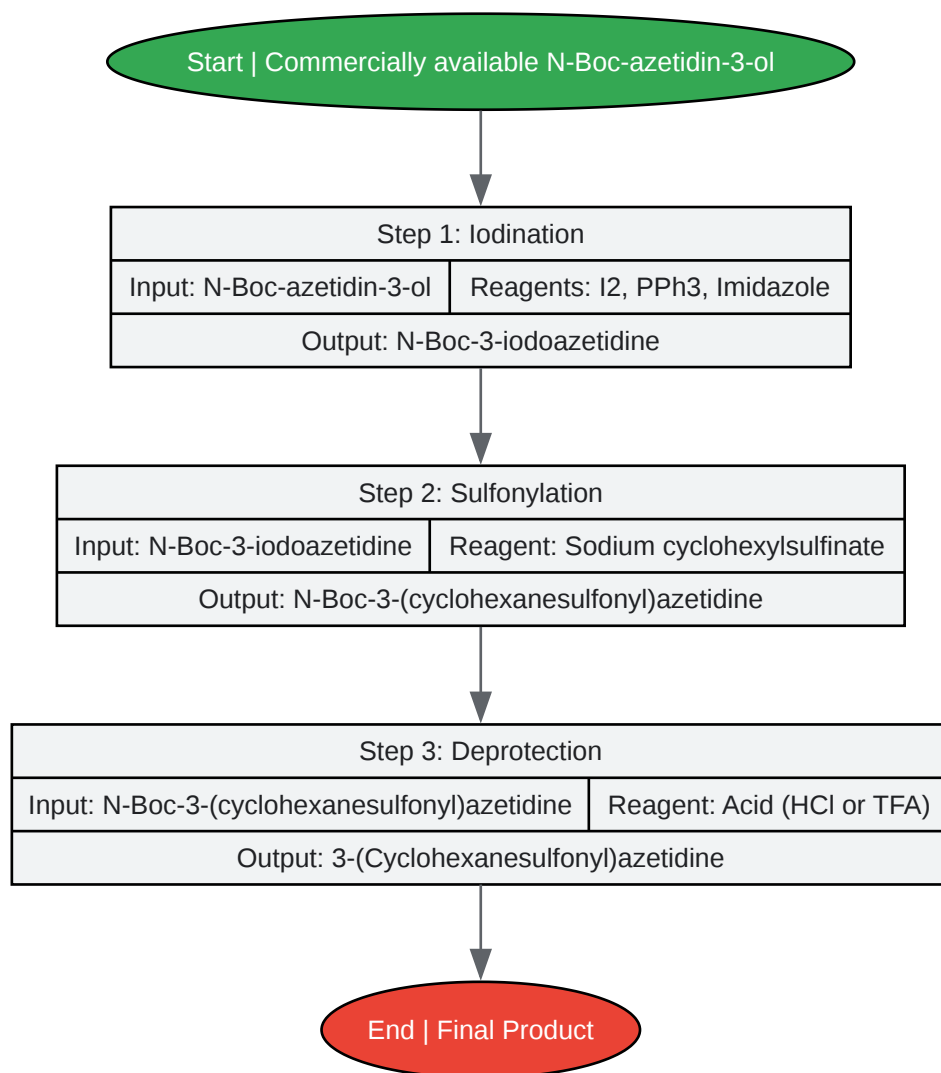 Start | Commercially available N-Boc-azetidin-3-ol
Step 1: Iodination
Input: N-Boc-azetidin-3-ol
Reagents: I2, PPh3, Imidazole
Output: N-Boc-3-iodoazetidine
Step 2: Sulfonylation
Input: N-Boc-3-iodoazetidine
Reagent: Sodium cyclohexylsulfinate
Output: N-Boc-3-(cyclohexanesulfonyl)azetidine
Step 3: Deprotection
Input: N-Boc-3-(cyclohexanesulfonyl)azetidine
Reagent: Acid (HCl or TFA)
Output: 3-(Cyclohexanesulfonyl)azetidine
End | Final Product